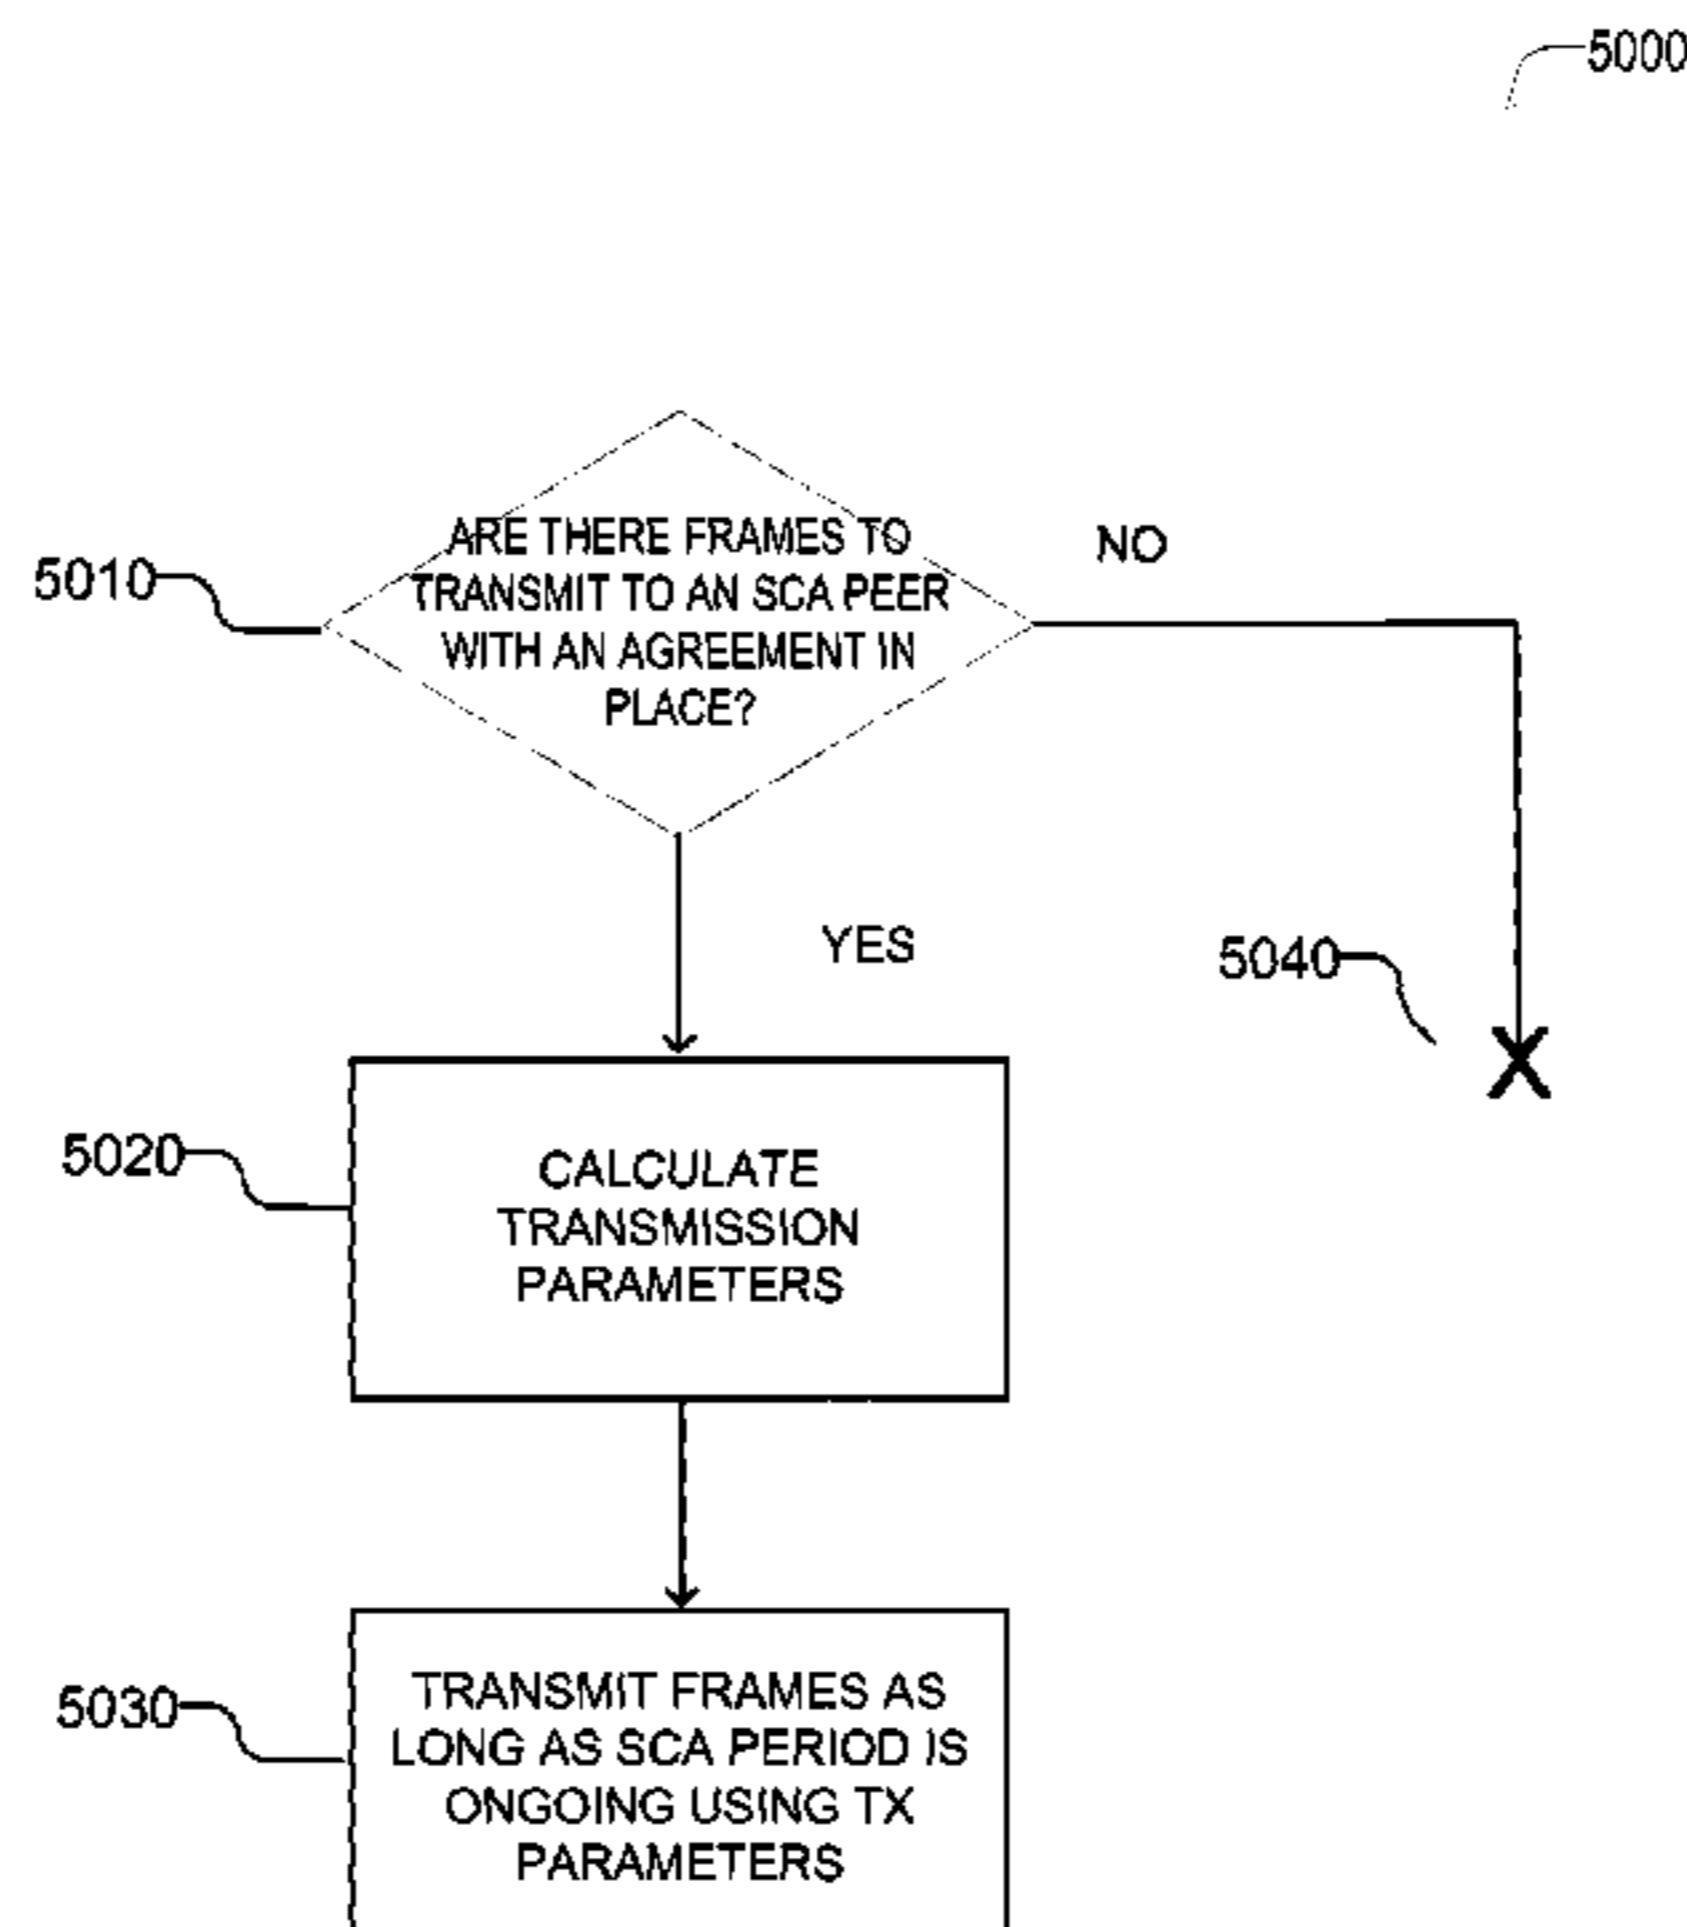 5000
ARE THERE FRAMES TO
TRANSMIT TO AN SCA PEER
WITH AN AGREEMENT IN
PLACE?
NO
5010
YES
5040
X
5020
CALCULATE
TRANSMISSION
PARAMETERS
5030
TRANSMIT FRAMES AS
LONG AS SCA PERIOD IS
ONGOING USING TX
PARAMETERS